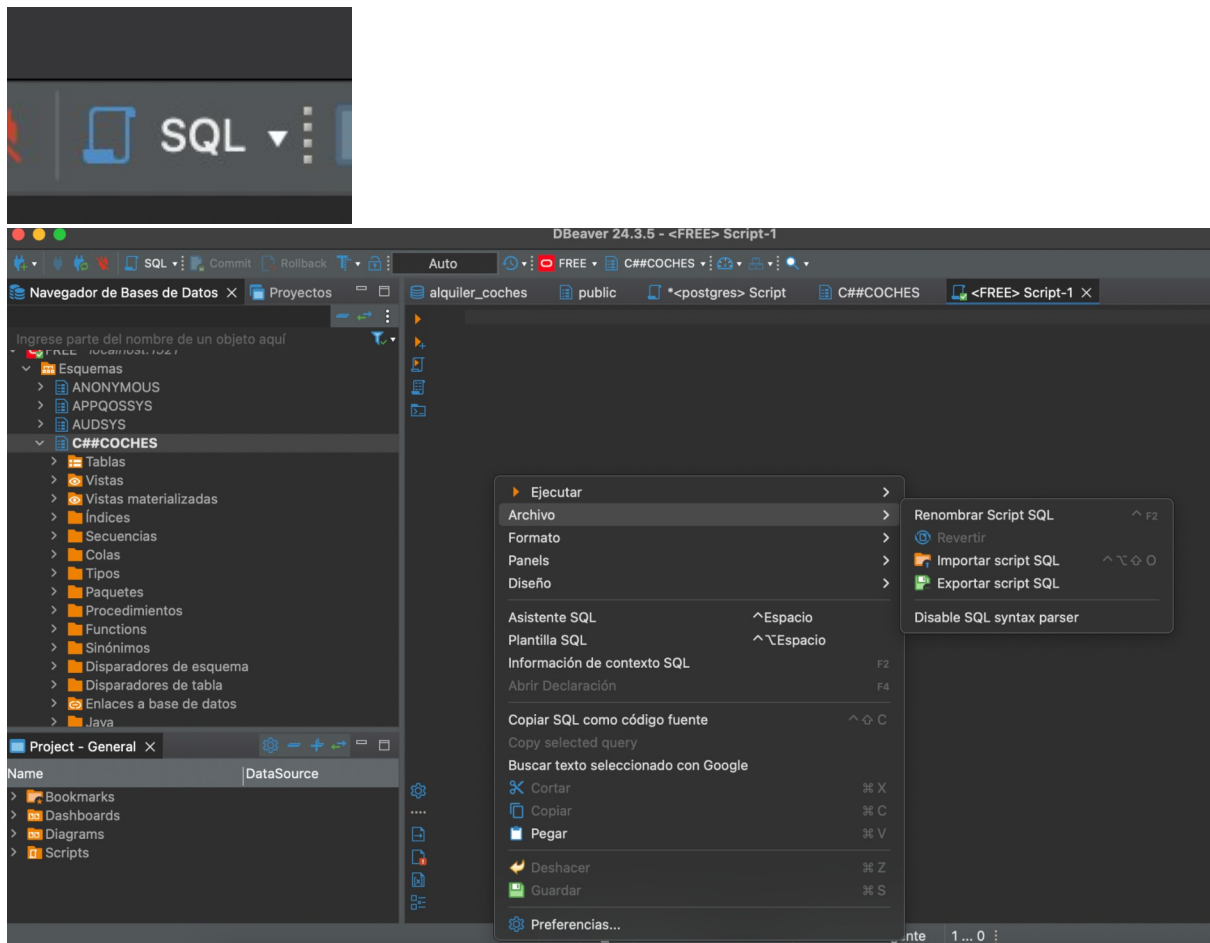 SQL
DBeaver 24.3.5 - <FREE> Script-1
SQL Commit Rollback Auto FREE C##COCHES
Navegador de Bases de Datos Proyectos
alquiler_coches public *<postgres> Script C##COCHES <FREE> Script-1
Ingrese parte del nombre de un objeto aquí
FREE localhost:1521
Esquemas
ANONYMOUS
APPQOSSYS
AUDSYS
C##COCHES
Tablas
Vistas
Vistas materializadas
Índices
Secuencias
Colas
Tipos
Paquetes
Procedimientos
Functions
Sinónimos
Disparadores de esquema
Disparadores de tabla
Enlaces a base de datos
Java
Project - General
Name DataSource
Bookmarks
Dashboards
Diagrams
Scripts
Ejecutar
Archivo
Formato
Panels
Diseño
Asistente SQL ^Espacio
Plantilla SQL ^⌥Espacio
Información de contexto SQL F2
Abrir Declaración F4
Copiar SQL como código fuente ^⇧C
Copy selected query
Buscar texto seleccionado con Google
Cortar ⌘X
Copiar ⌘C
Pegar ⌘V
Deshacer ⌘Z
Guardar ⌘S
Preferencias...
Renombrar Script SQL ^F2
Revertir
Importar script SQL ^⌥⇧O
Exportar script SQL
Disable SQL syntax parser
1 ... 0